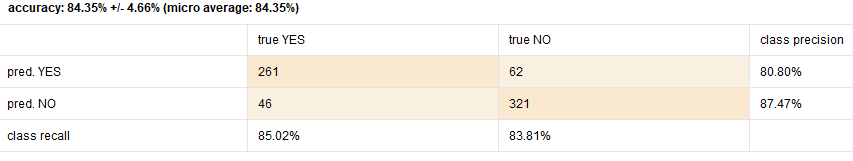 accuracy: 84.35% +/- 4.66% (micro average: 84.35%)
true YES true NO class precision
pred. YES 261 62 80.80%
pred. NO 46 321 87.47%
class recall 85.02% 83.81%